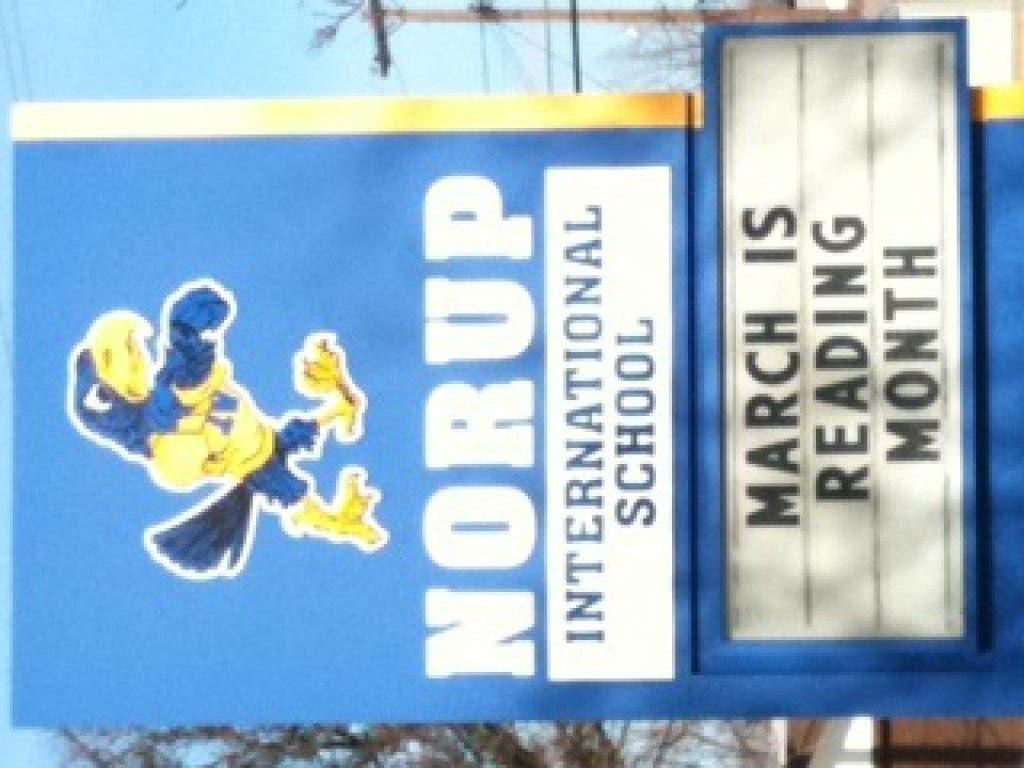 NORUP
INTERNATIONAL
SCHOOL
MARCH IS
READING
MONTH